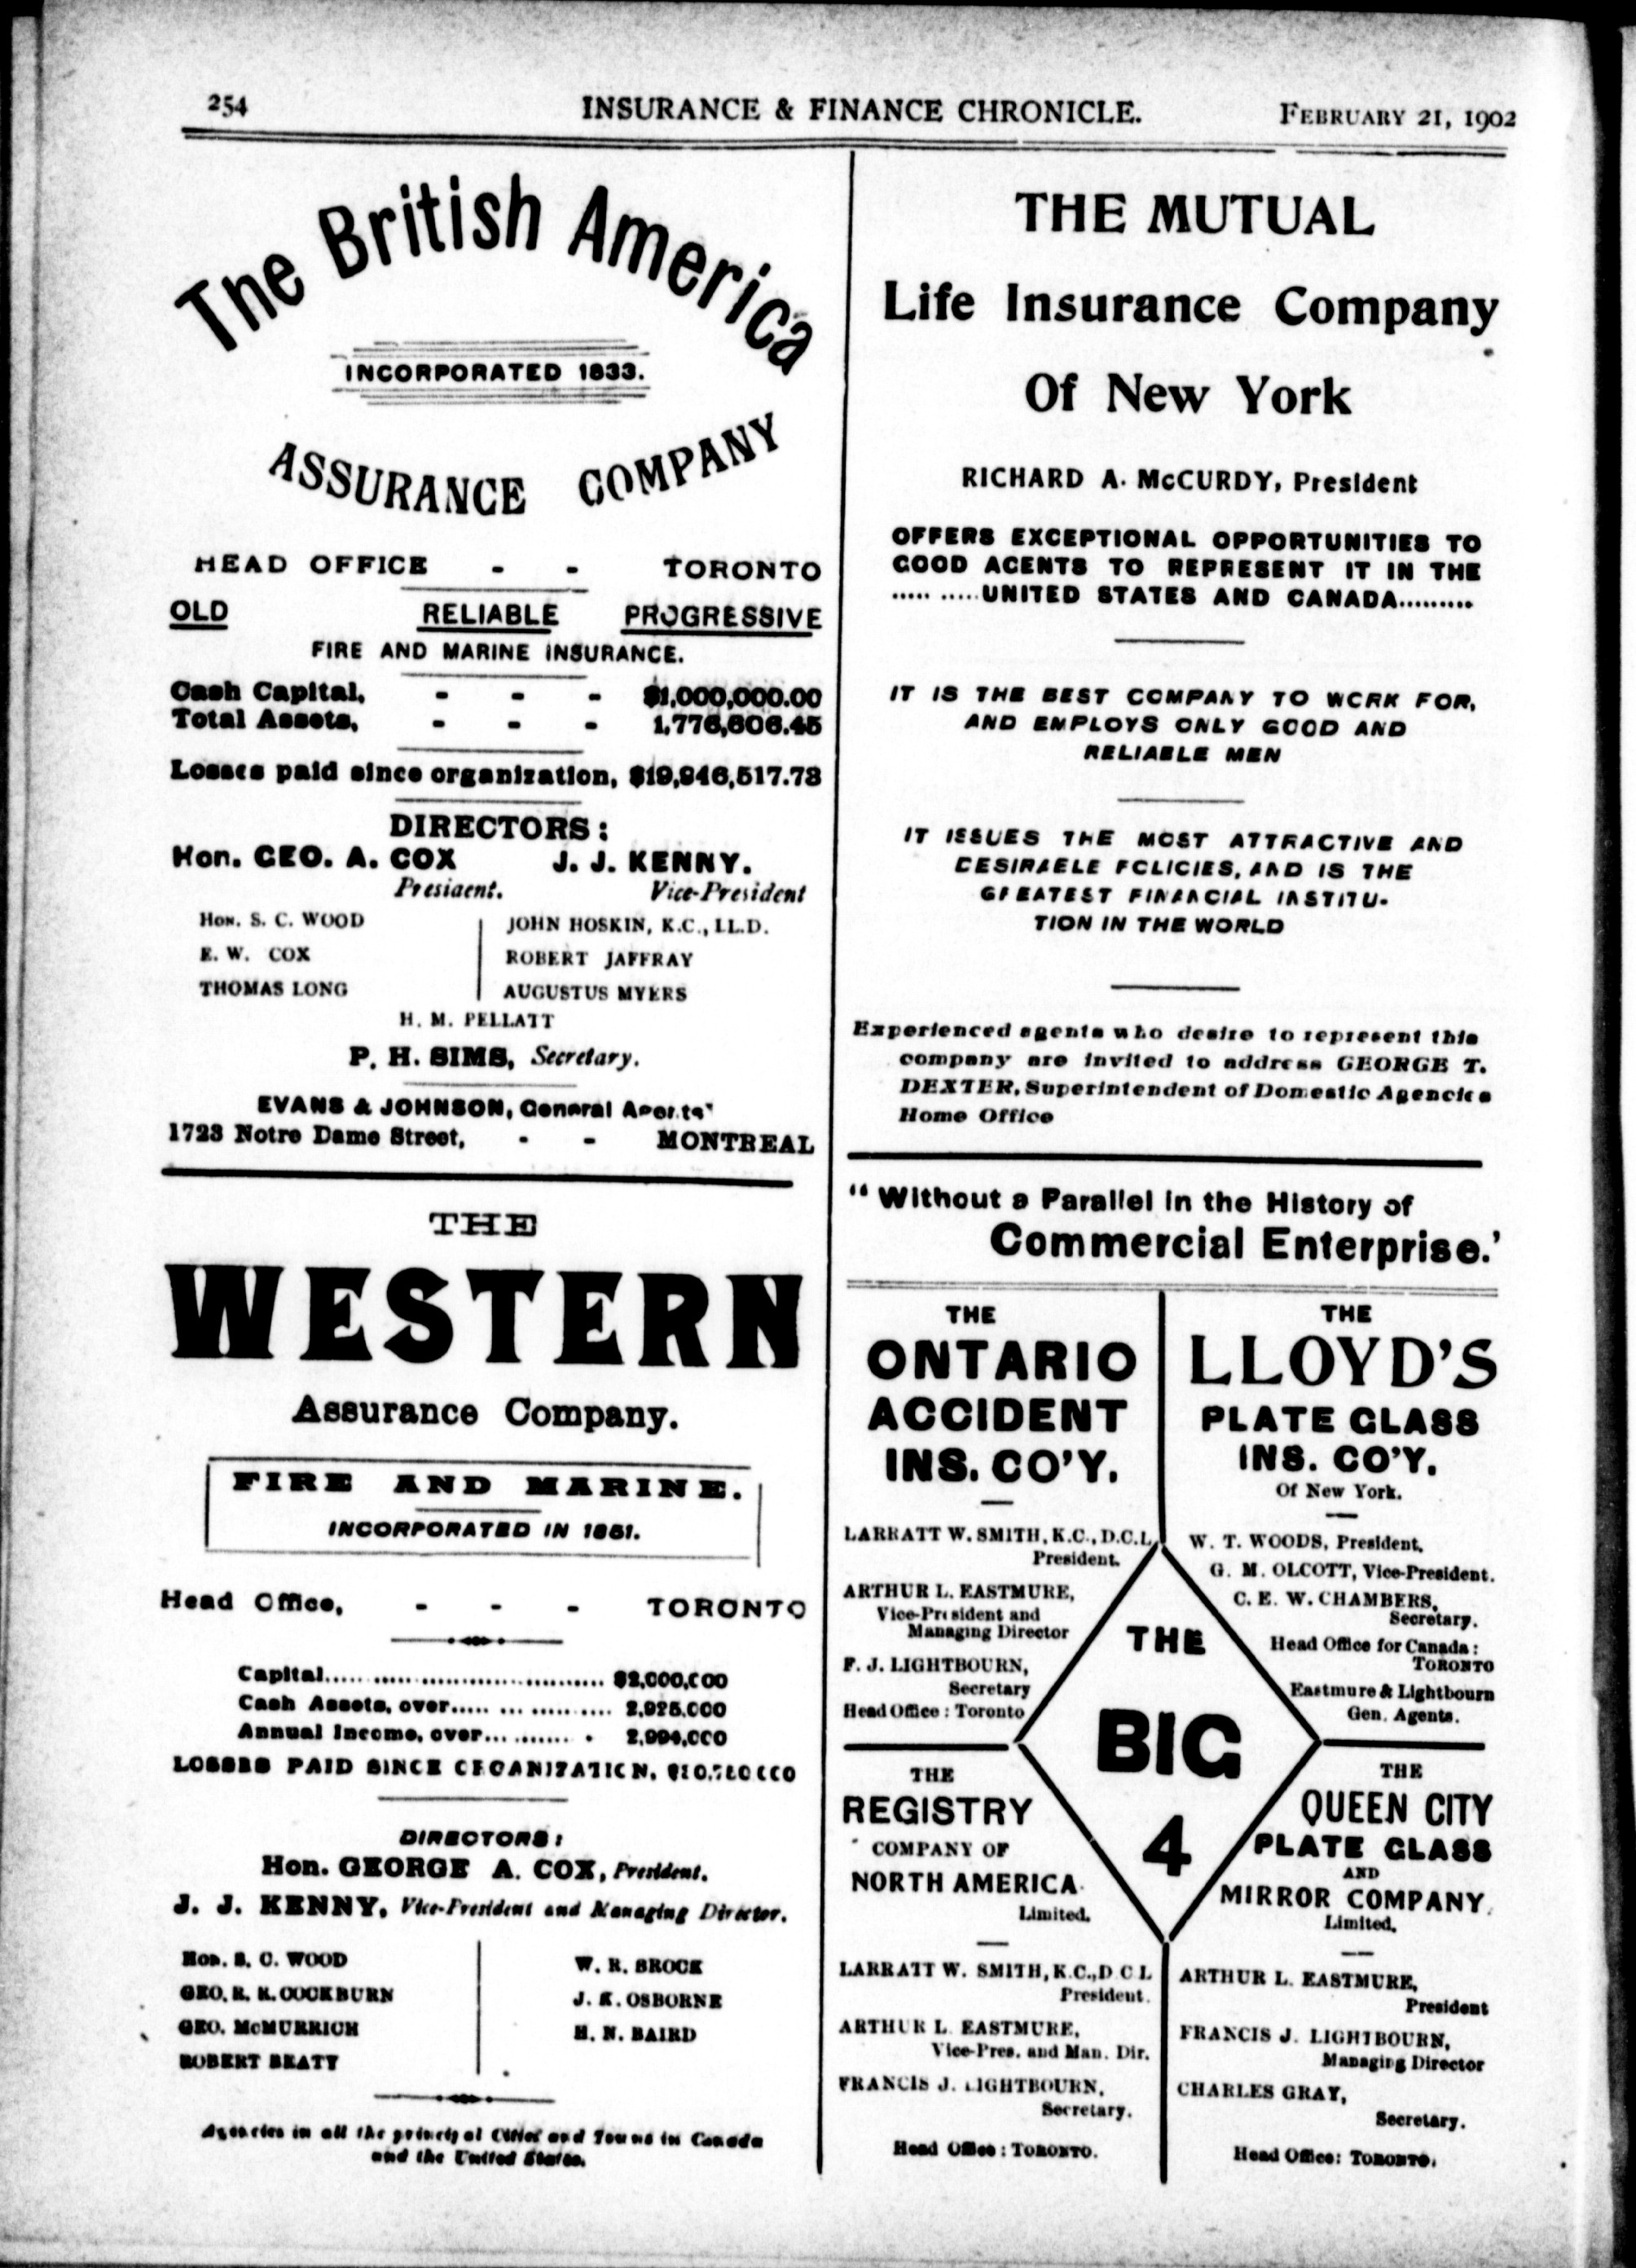 254 INSURANCE & FINANCE CHRONICLE. FEBRUARY 21, 1902
The British America
INCORPORATED 1833.
ASSURANCE COMPANY
HEAD OFFICE - - TORONTO
OLD RELIABLE PROGRESSIVE
FIRE AND MARINE INSURANCE.
Cash Capital, - - - $1,000,000.00
Total Assets, - - - 1,776,606.45
Losses paid since organization, $19,946,517.73
DIRECTORS:
Hon. GEO. A. COX J. J. KENNY.
President. Vice-President
HON. S. C. WOOD JOHN HOSKIN, K.C., LL.D.
E. W. COX ROBERT JAFFRAY
THOMAS LONG AUGUSTUS MYERS
H. M. PELLATT
P. H. SIMS, Secretary.
EVANS & JOHNSON, General Agents
1723 Notre Dame Street, - - MONTREAL
THE
WESTERN
Assurance Company.
FIRE AND MARINE.
INCORPORATED IN 1851.
Head Office, - - - TORONTO
Capital.................................... $2,000,000
Cash Assets, over..... ... ............ 2,925,000
Annual Income, over............ . 2,994,000
LOSSES PAID SINCE ORGANIZATION,
DIRECTORS:
Hon. GEORGE A. COX, President.
J. J. KENNY, Vice-President and Managing Director.
Hon. S. C. WOOD W. R. BROCK
GEO. R. R. COCKBURN J. K. OSBORNE
GEO. McMURRICH H. N. BAIRD
ROBERT BEATY
Agencies in all the principal Cities and Towns in Canada
and the United States.
THE MUTUAL
Life Insurance Company
Of New York
RICHARD A. McCURDY, President
OFFERS EXCEPTIONAL OPPORTUNITIES TO
GOOD AGENTS TO REPRESENT IT IN THE
..... .....UNITED STATES AND CANADA.........
IT IS THE BEST COMPANY TO WORK FOR,
AND EMPLOYS ONLY GOOD AND
RELIABLE MEN
IT ISSUES THE MOST ATTRACTIVE AND
DESIRABLE POLICIES, AND IS THE
GREATEST FINANCIAL INSTITU-
TION IN THE WORLD
Experienced agents who desire to represent this
company are invited to address GEORGE T.
DEXTER, Superintendent of Domestic Agencies
Home Office
"Without a Parallel in the History of
Commercial Enterprise.'
THE
ONTARIO
ACCIDENT
INS. CO'Y.
LARRATT W. SMITH, K.C., D.C.L.
President.
ARTHUR L. EASTMURE,
Vice-President and
Managing Director
F. J. LIGHTBOURN,
Secretary
Head Office : Toronto
THE
LLOYD'S
PLATE GLASS
INS. CO'Y.
Of New York.
W. T. WOODS, President,
G. M. OLCOTT, Vice-President.
C. E. W. CHAMBERS,
Secretary.
Head Office for Canada:
TORONTO
Eastmure & Lightbourn
Gen. Agents.
THE
BIG
4
THE
REGISTRY
COMPANY OF
NORTH AMERICA
Limited.
LARRATT W. SMITH, K.C., D C L
President.
ARTHUR L. EASTMURE,
Vice-Pres. and Man. Dir.
FRANCIS J. LIGHTBOURN,
Secretary.
Head Office : TORONTO.
THE
QUEEN CITY
PLATE GLASS
AND
MIRROR COMPANY,
Limited,
ARTHUR L. EASTMURE,
President
FRANCIS J. LIGHTBOURN,
Managing Director
CHARLES GRAY,
Secretary.
Head Office: TORONTO.